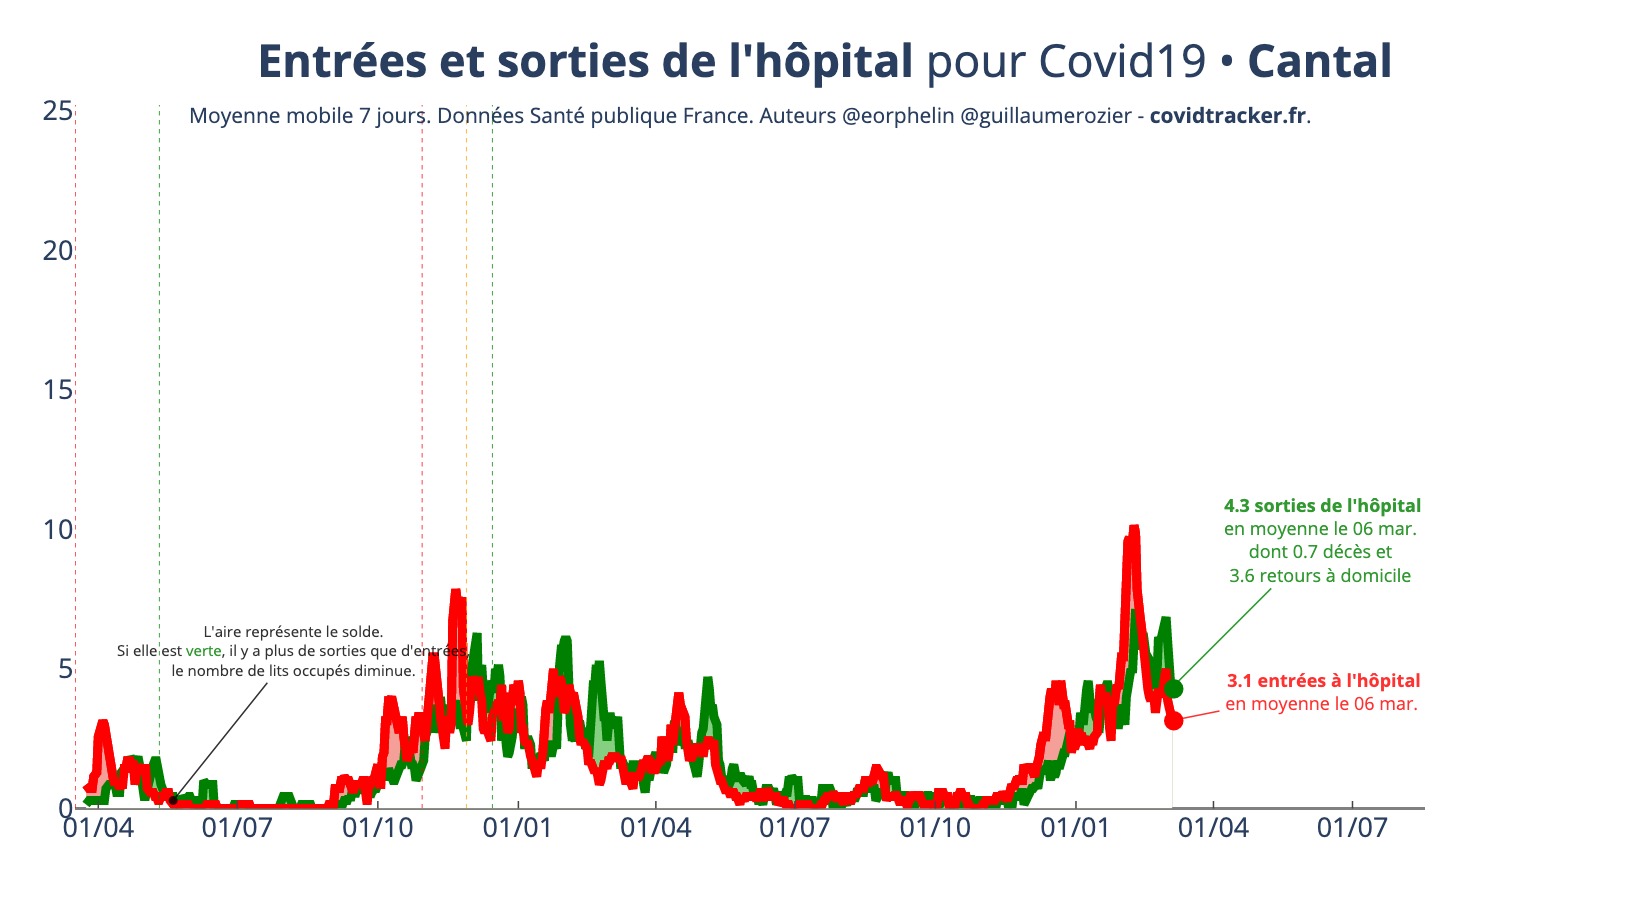 Entrées et sorties de l'hôpital pour Covid19 • Cantal
Moyenne mobile 7 jours. Données Santé publique France. Auteurs @eorphelin @guillaumerozier - covidtracker.fr.
25
20
15
10
5
0
4.3 sorties de l'hôpital
en moyenne le 06 mar.
dont 0.7 décès et
3.6 retours à domicile
L'aire représente le solde.
Si elle est verte, il y a plus de sorties que d'entrées,
le nombre de lits occupés diminue.
3.1 entrées à l'hôpital
en moyenne le 06 mar.
01/04 01/07 01/10 01/01 01/04 01/07 01/10 01/01 01/04 01/07